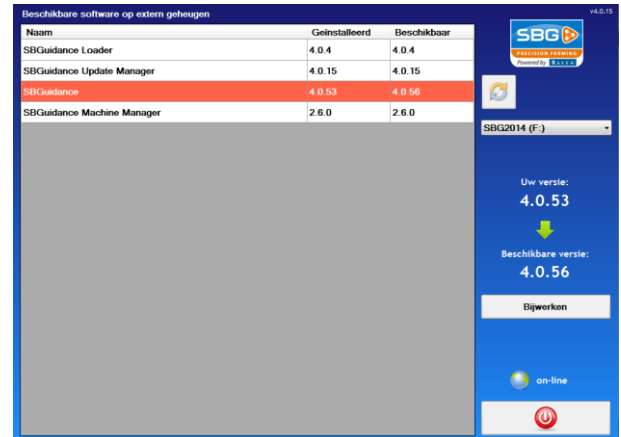 Beschikbare software op extern geheugen
v4.0.15
Naam Geïnstalleerd Beschikbaar
SBGuidance Loader 4.0.4 4.0.4
SBGuidance Update Manager 4.0.15 4.0.15
SBGuidance 4.0.53 4.0.56
SBGuidance Machine Manager 2.6.0 2.6.0
SBG
PRECISION FARMING
Powered by RAVEN
SBG2014 (F:)
Uw versie:
4.0.53
Beschikbare versie:
4.0.56
Bijwerken
on-line